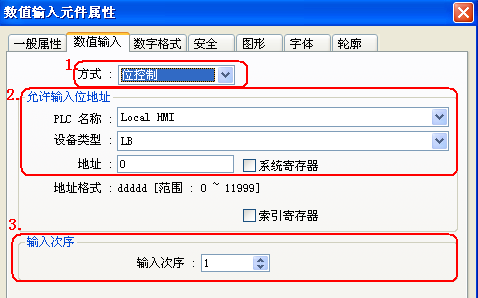 数值输入元件属性
一般属性 数值输入 数字格式 安全 图形 字体 轮廓
1. 方式 : 位控制
2. 允许输入位地址
PLC 名称 : Local HMI
设备类型 : LB
地址 : 0 系统寄存器
地址格式 : ddddd [范围 : 0 ~ 11999]
索引寄存器
3. 输入次序
输入次序 : 1